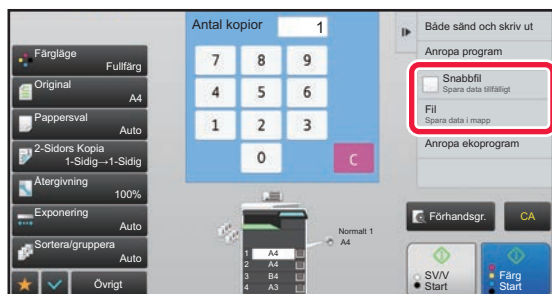 Antal kopior 1
Både sänd och skriv ut
Färgläge
Fullfärg
Anropa program
7 8 9
Original
A4
Snabbfil
Spara data tillfälligt
4 5 6
Pappersval
Auto
Fil
Spara data i mapp
1 2 3
2-Sidors Kopia
1-Sidig→1-Sidig
Anropa ekoprogram
0 C
Återgivning
100%
Exponering
Auto
Förhandsgr. CA
Normalt 1
A4
Sortera/gruppera
Auto
1 A4
2 A4
3 B4
4 A3
SV/V
Start
Färg
Start
Övrigt